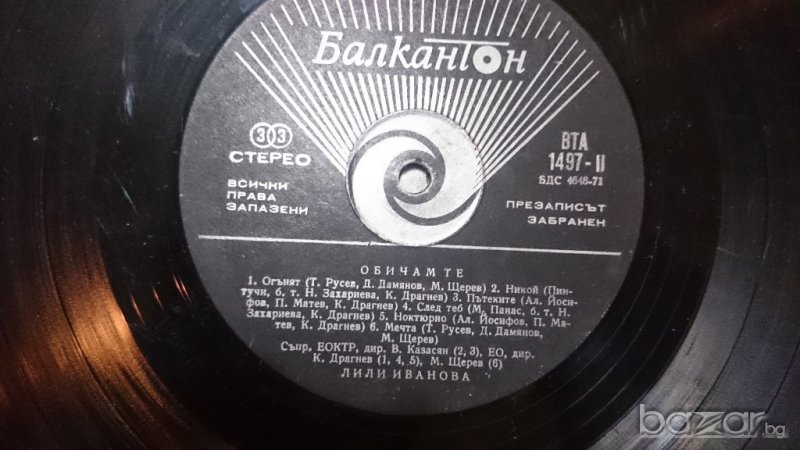 Балкантон
33
СТЕРЕО
ВСИЧКИ
ПРАВА
ЗАПАЗЕНИ
ВТА
1497-II
БДС 4648-71
ПРЕЗАПИСЪТ
ЗАБРАНЕН
ОБИЧАМ ТЕ
1. Огънят (Т. Русев, Д. Дамянов, М. Щерев) 2. Никой (Пин-
тучи, б. т. Н. Захариева, К. Драгнев) 3. Пътеките (Ал. Йоси-
фов, П. Матев, К. Драгнев) 4. След теб (М. Панас, б. т. Н.
Захариева, К. Драгнев) 5. Ноктюрно (Ал. Йосифов, П. Ма-
тев, К. Драгнев) 6. Мечта (Т. Русев, Д. Дамянов,
М. Щерев)
Съпр. ЕОКТР, дир. В. Казасян (2, 3), ЕО, дир.
К. Драгнев (1, 4, 5), М. Щерев (6)
ЛИЛИ ИВАНОВА
bazar.bg